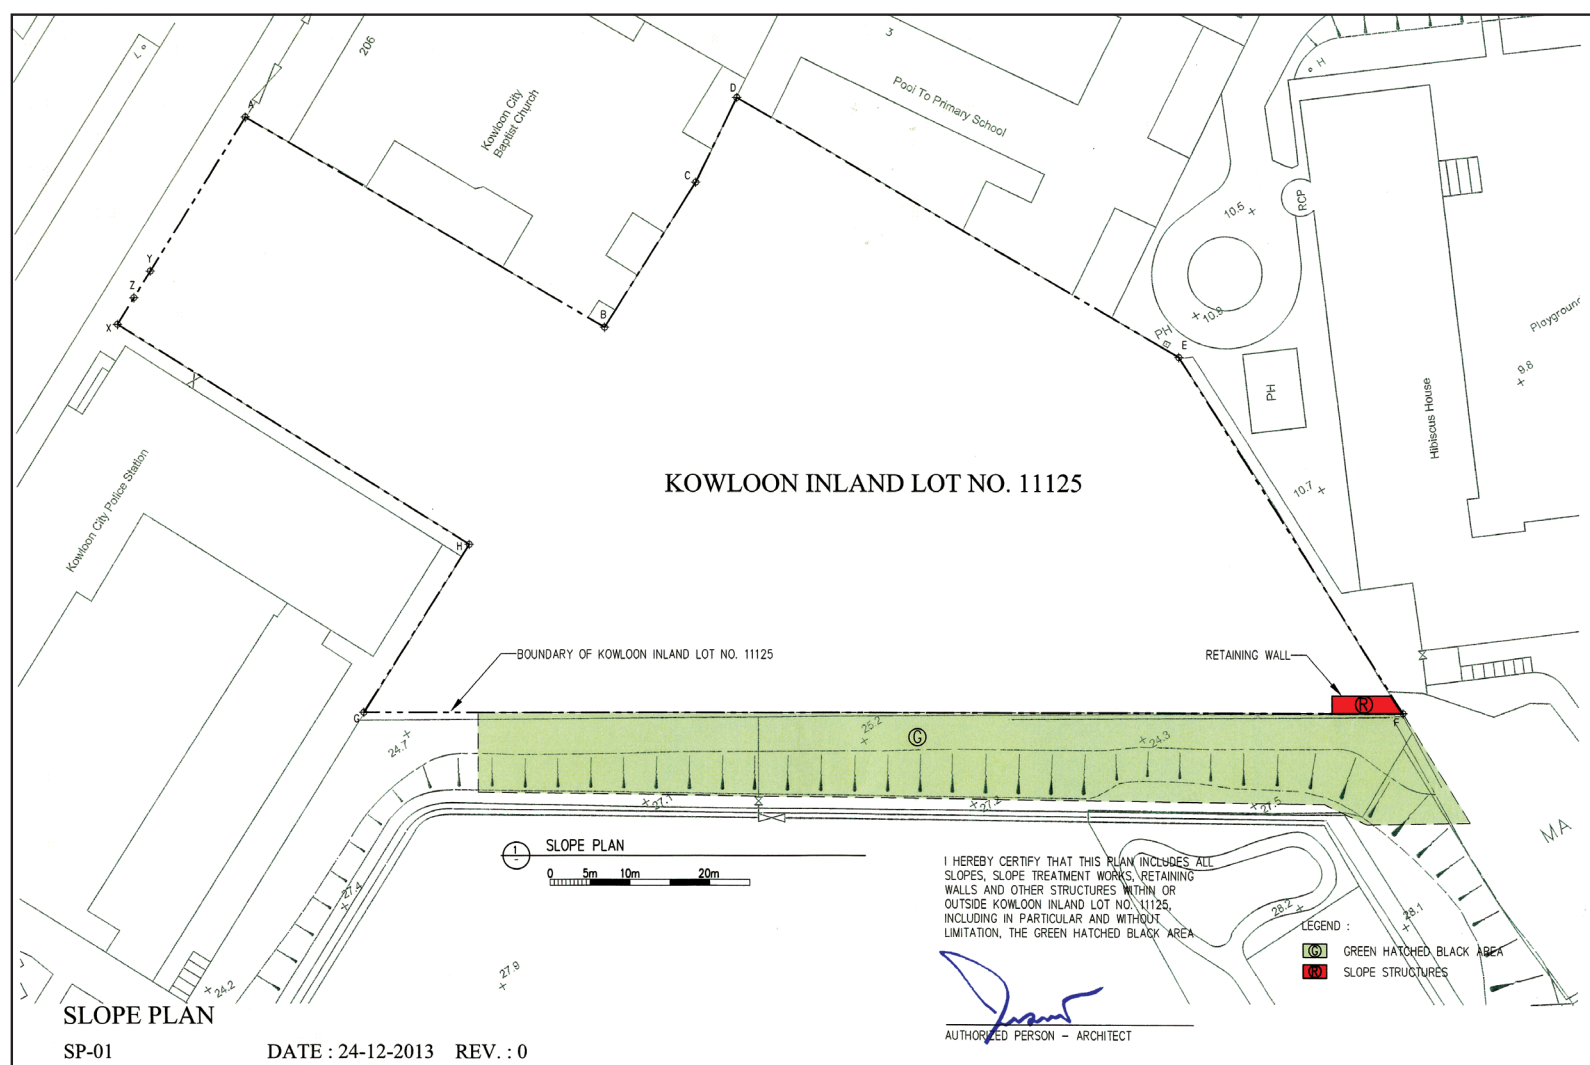 206
Kowloon City
Baptist Church
3
Pooi To Primary School
H
A
D
C
B
Y
Z
X
E
PH
10.5
10.9
RCP
PH
Playground
9.8
Hibiscus House
10.7
Kowloon City Police Station
KOWLOON INLAND LOT NO. 11125
H
BOUNDARY OF KOWLOON INLAND LOT NO. 11125
RETAINING WALL
R
G
F
G
24.7
25.2
24.3
27.1
27.2
27.5
MA
1
-
SLOPE PLAN
0 5m 10m 20m
27.4
24.2
27.9
28.2
28.1
I HEREBY CERTIFY THAT THIS PLAN INCLUDES ALL
SLOPES, SLOPE TREATMENT WORKS, RETAINING
WALLS AND OTHER STRUCTURES WITHIN OR
OUTSIDE KOWLOON INLAND LOT NO. 11125,
INCLUDING IN PARTICULAR AND WITHOUT
LIMITATION, THE GREEN HATCHED BLACK AREA
AUTHORIZED PERSON - ARCHITECT
LEGEND :
G GREEN HATCHED BLACK AREA
R SLOPE STRUCTURES
SLOPE PLAN
SP-01 DATE : 24-12-2013 REV. : 0